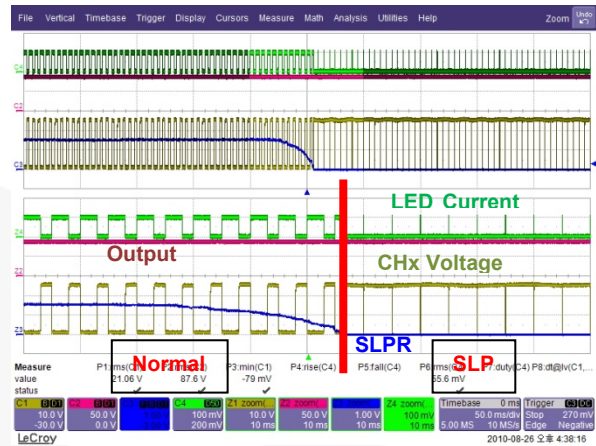 File Vertical Timebase Trigger Display Cursors Measure Math Analysis Utilities Help Zoom Undo
LED Current
Output
CHx Voltage
SLPR
Normal
SLP
Measure P1:rms(C1) P3:min(C1) P4:rise(C4) P5:fall(C4) P7:duty(C4) P8:dt@lv(C1,...
value 21.06 V 87.6 V -79 mV 55.6 mV
status
C1 C2 C4 Z1 zoom(... Z2 zoom(... Z3 zoom(... Z4 zoom(... Timebase 0 ms Trigger
10.0 V 50.0 V 100 mV 10.0 V 50.0 V 1.00 V 100 mV 50.0 ms/div Stop 270 mV
-30.0 V 0.0 V 200 mV 10 ms 10 ms 10 ms 10 ms 5.00 MS 10 MS/s Edge Negative
LeCroy
2010-08-26 오후 4:38:16